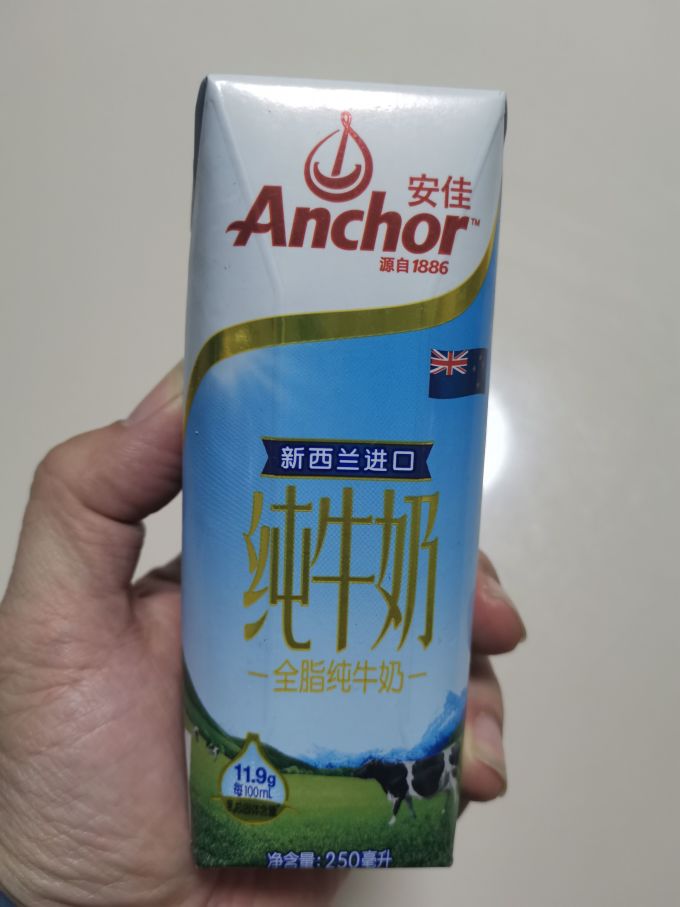 安佳
Anchor™
源自1886
新西兰进口
纯牛奶
全脂纯牛奶
11.9g
每100mL
净含量:250毫升